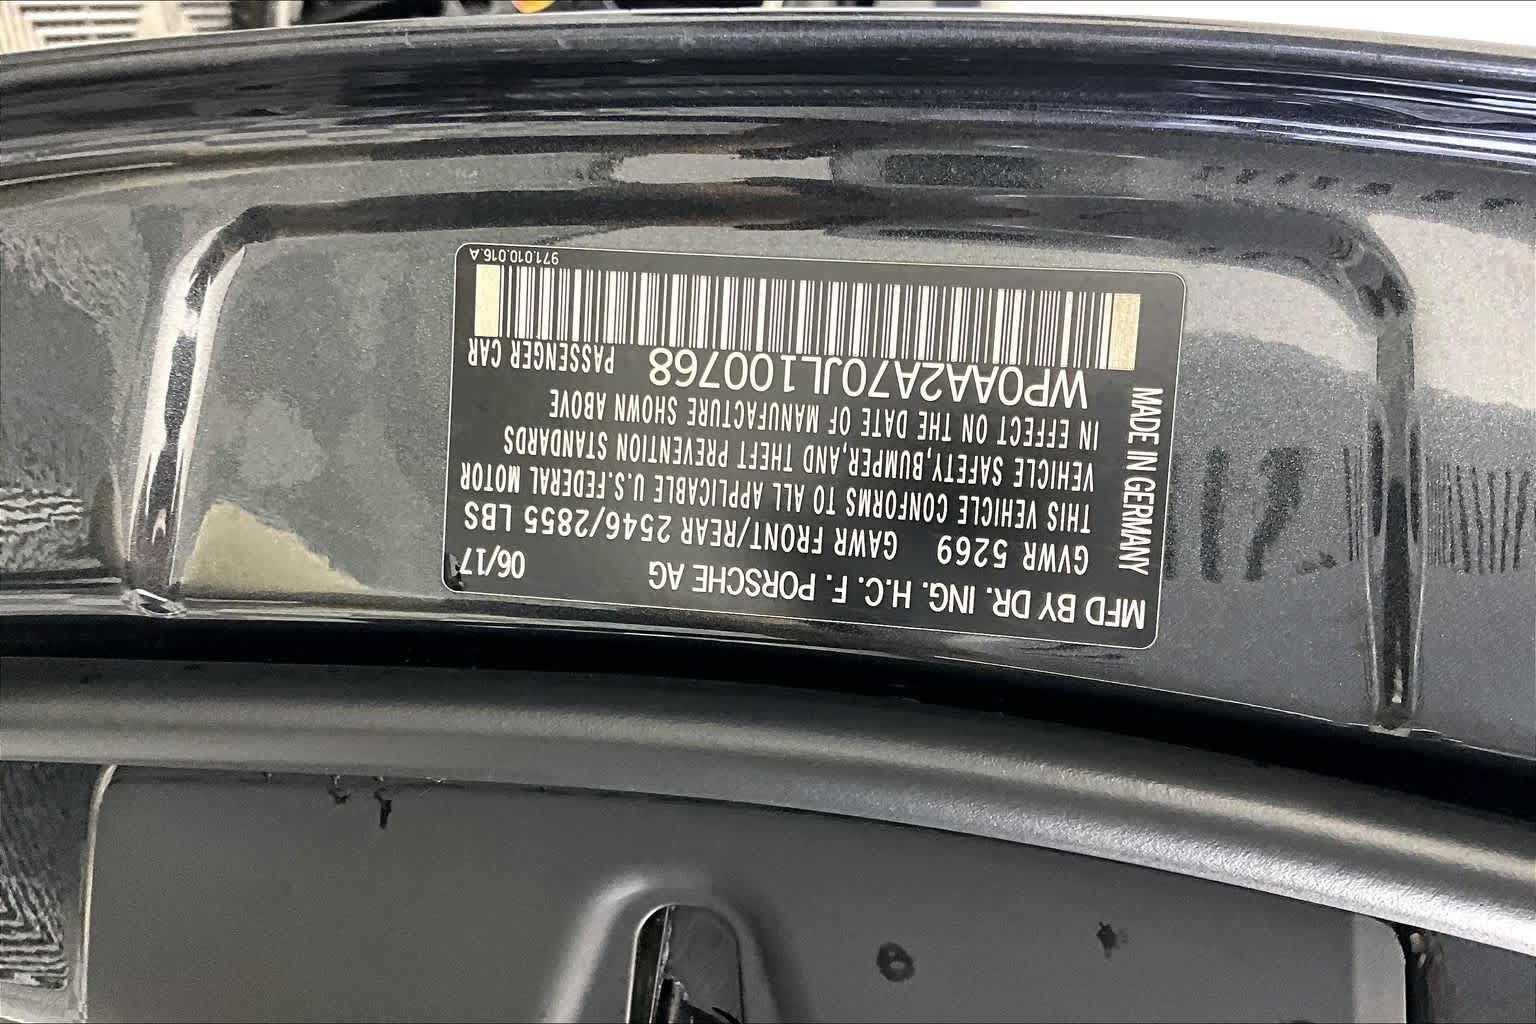 MFD BY DR. ING. H.C. F. PORSCHE AG 06/17
GVWR 5269 GAWR FRONT/REAR 2546/2855 LBS
THIS VEHICLE CONFORMS TO ALL APPLICABLE U.S.FEDERAL MOTOR
VEHICLE SAFETY,BUMPER,AND THEFT PREVENTION STANDARDS
IN EFFECT ON THE DATE OF MANUFACTURE SHOWN ABOVE
WP0AA2A70JL100768 PASSENGER CAR
971.010.016.A
MADE IN GERMANY